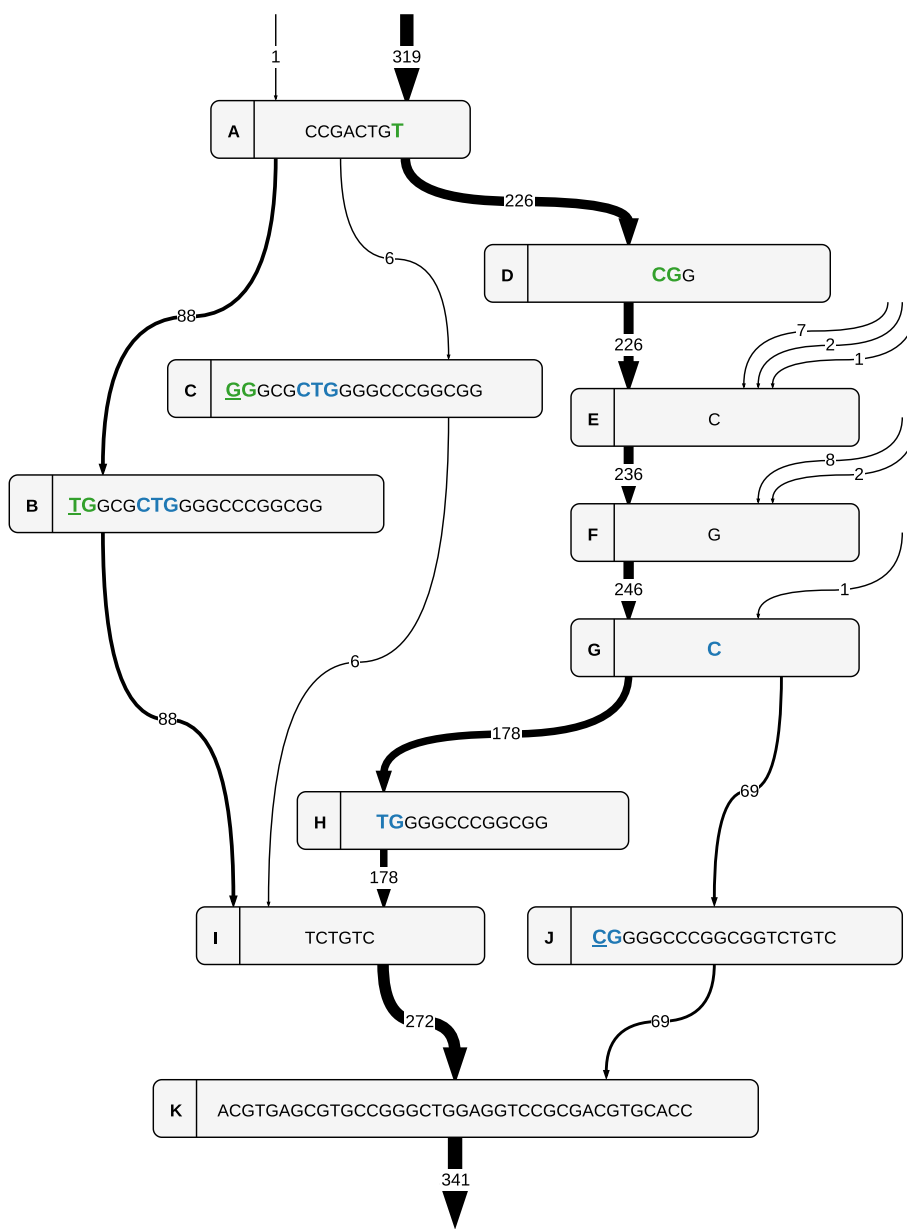 1 319
A CCGACTGT
226
6
D CGG
88
7
226 2
1
C GGGCGCTGGGGCCCGGCGG
E C
236 8
2
B TGGCGCTGGGGCCCGGCGG
F G
246 1
G C
6
88
178
69
H TGGGGCCCGGCGG
178
I TCTGTC
J CGGGGCCCGGCGGTCTGTC
272 69
K ACGTGAGCGTGCCGGGCTGGAGGTCCGCGACGTGCACC
341